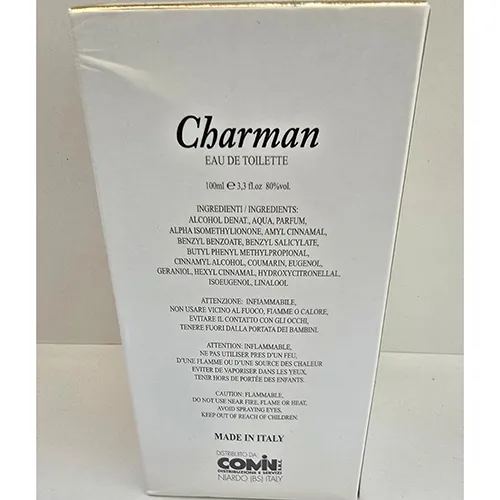 Charman
EAU DE TOILETTE
100ml ℮ 3,3 fl.oz 80%vol.
INGREDIENTI / INGREDIENTS:
ALCOHOL DENAT., AQUA, PARFUM,
ALPHA ISOMETHYLIONONE, AMYL CINNAMAL,
BENZYL BENZOATE, BENZYL SALICYLATE,
BUTYL PHENYL METHYLPROPIONAL,
CINNAMYL ALCOHOL, COUMARIN, EUGENOL,
GERANIOL, HEXYL CINNAMAL, HYDROXYCITRONELLAL,
ISOEUGENOL, LINALOOL
ATTENZIONE: INFIAMMABILE,
NON USARE VICINO AL FUOCO, FIAMME O CALORE,
EVITARE IL CONTATTO CON GLI OCCHI,
TENERE FUORI DALLA PORTATA DEI BAMBINI.
ATTENTION: INFLAMMABLE,
NE PAS UTILISER PRES D'UN FEU,
D'UNE FLAMME OU D'UNE SOURCE DES CHALEUR
EVITER DE VAPORISER DANS LES YEUX,
TENIR HORS DE PORTÉE DES ENFANTS.
CAUTION: FLAMMABLE,
DO NOT USE NEAR FIRE, FLAME OR HEAT,
AVOID SPRAYING EYES,
KEEP OUT OF REACH OF CHILDREN.
MADE IN ITALY
DISTRIBUITO DA:
COMIN S.N.C.
DISTRIBUZIONE E SERVIZI
NIARDO (BS) ITALY